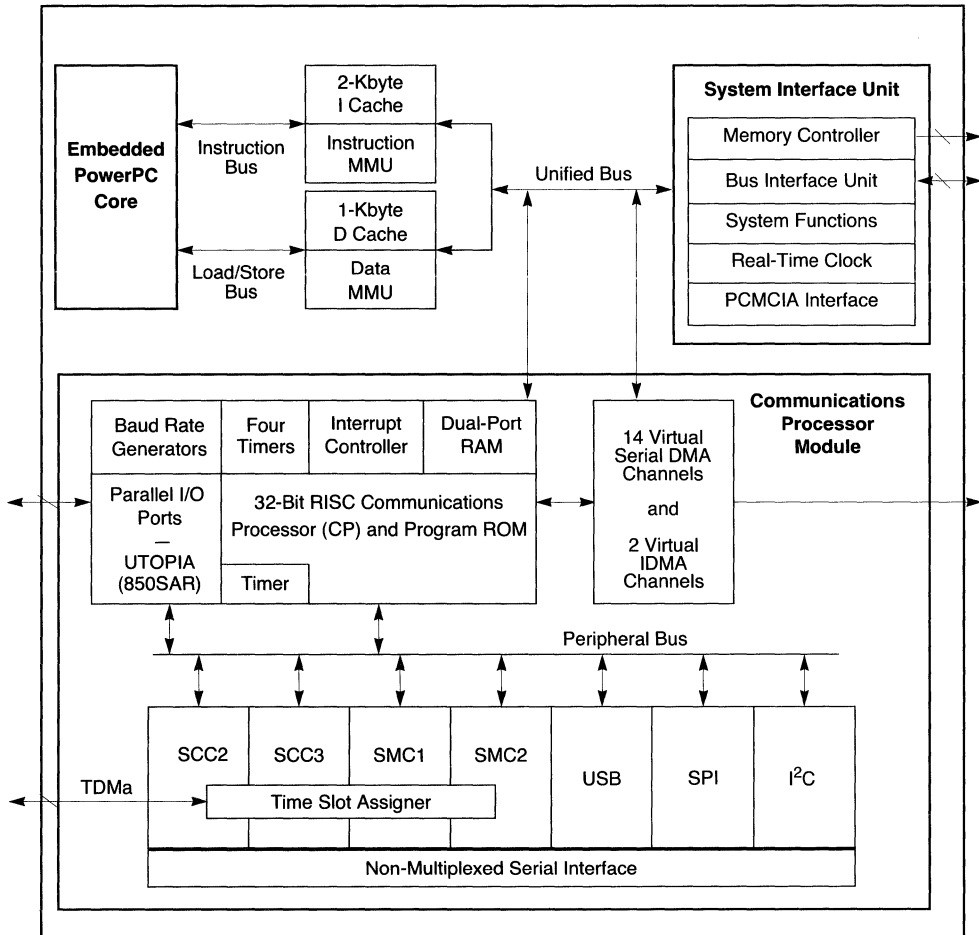 2-Kbyte
I Cache
Instruction
MMU
Embedded
PowerPC
Core
Instruction
Bus
1-Kbyte
D Cache
Data
MMU
Load/Store
Bus
Unified Bus
System Interface Unit
Memory Controller
Bus Interface Unit
System Functions
Real-Time Clock
PCMCIA Interface
Communications
Processor
Module
Baud Rate
Generators
Four
Timers
Interrupt
Controller
Dual-Port
RAM
Parallel I/O
Ports
—
UTOPIA
(850SAR)
32-Bit RISC Communications
Processor (CP) and Program ROM
Timer
14 Virtual
Serial DMA
Channels
and
2 Virtual
IDMA
Channels
Peripheral Bus
SCC2
SCC3
SMC1
SMC2
USB
SPI
I²C
TDMa
Time Slot Assigner
Non-Multiplexed Serial Interface